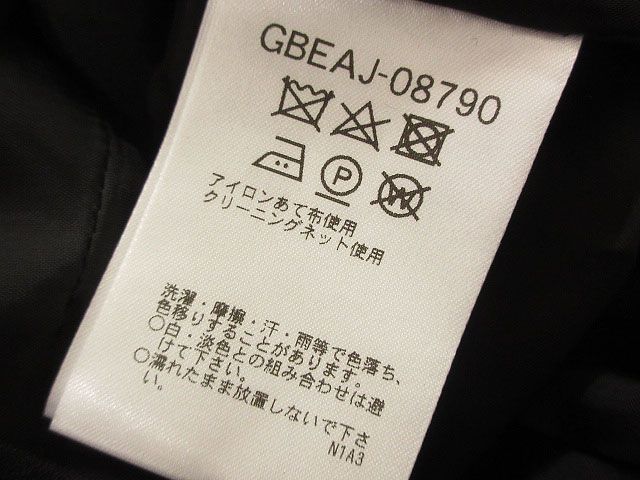 GBEAJ-08790
P
W
アイロンあて布使用
クリーニングネット使用
洗濯・摩擦・汗・雨等で色落ち、
色移りすることがあります。
○白・淡色との組み合わせは避
けて下さい。
○濡れたまま放置しないで下さ
い。
N1A3